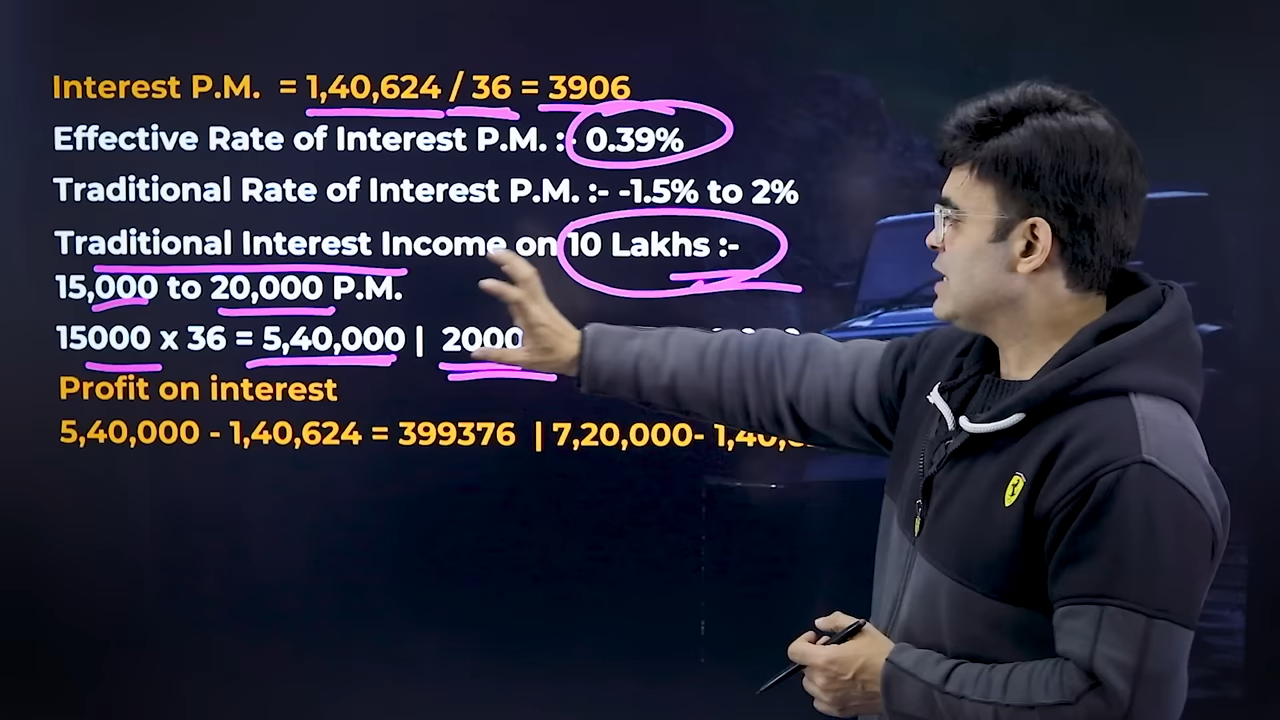 Interest P.M. = 1,40,624 / 36 = 3906
Effective Rate of Interest P.M. :- 0.39%
Traditional Rate of Interest P.M. :- -1.5% to 2%
Traditional Interest Income on 10 Lakhs :-
15,000 to 20,000 P.M.
15000 x 36 = 5,40,000 | 2000
Profit on interest
5,40,000 - 1,40,624 = 399376 | 7,20,000-